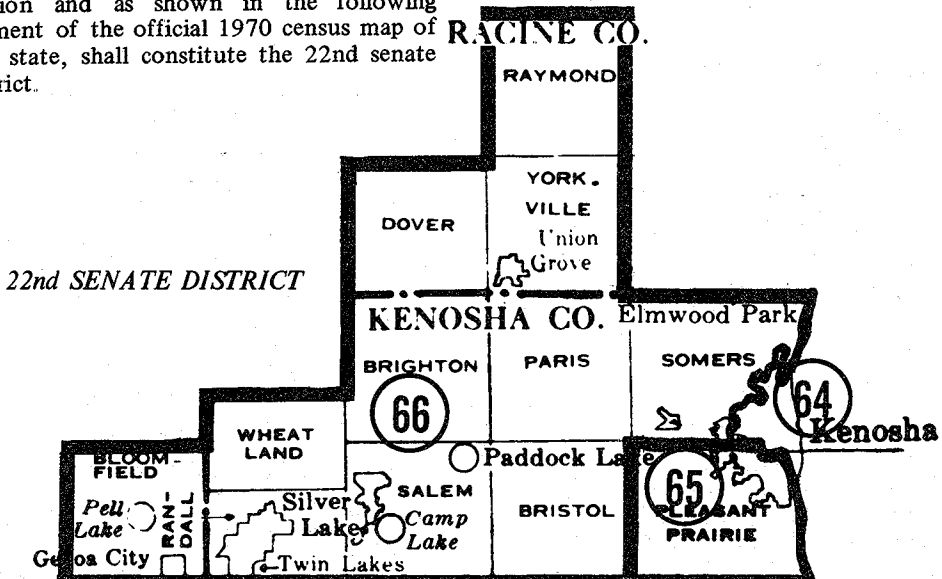 ion and as shown in the following
ment of the official 1970 census map of
state, shall constitute the 22nd senate
rict.
RACINE CO.
RAYMOND
YORK.
VILLE
DOVER
Union
Grove
22nd SENATE DISTRICT
KENOSHA CO.
Elmwood Park
BRIGHTON
PARIS
SOMERS
66
64
Kenosha
WHEAT
LAND
BLOOM-
FIELD
Paddock Lake
65
Pell
Lake
RAN-
DALL
Silver
Lake
SALEM
Camp
Lake
BRISTOL
PLEASANT
PRAIRIE
Genoa City
Twin Lakes